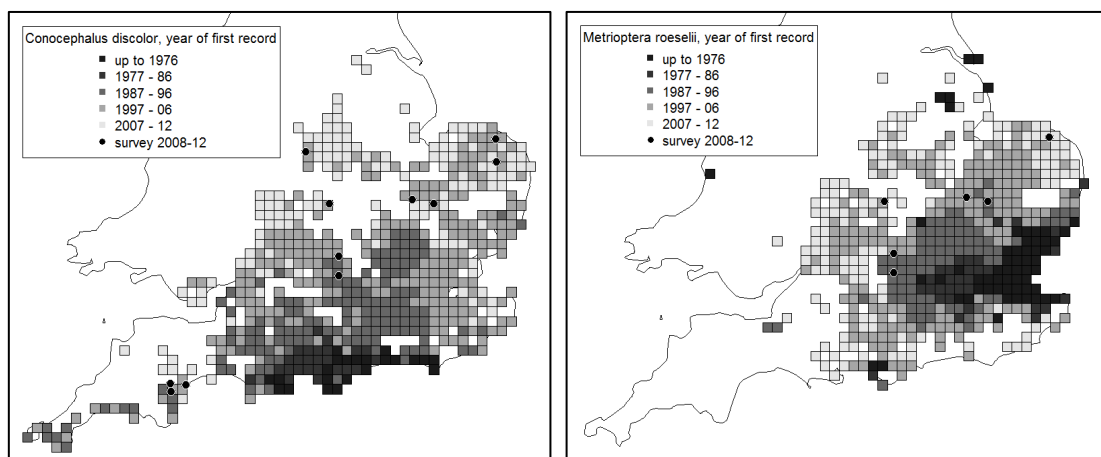 Conocephalus discolor, year of first record
up to 1976
1977 - 86
1987 - 96
1997 - 06
2007 - 12
survey 2008-12
Metrioptera roeselii, year of first record
up to 1976
1977 - 86
1987 - 96
1997 - 06
2007 - 12
survey 2008-12